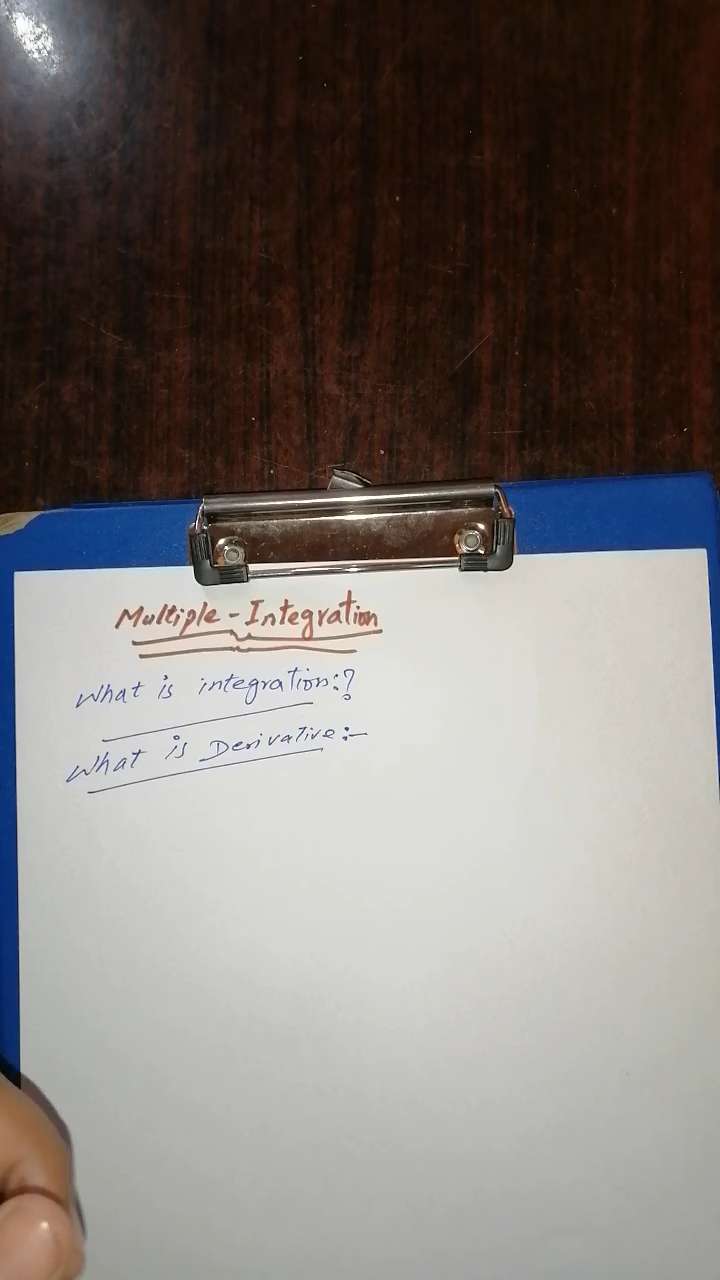 Multiple-Integration
What is integration:?
What is Derivative:-